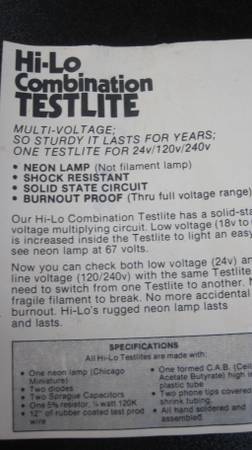 Hi-Lo
Combination
TESTLITE
MULTI-VOLTAGE;
SO STURDY IT LASTS FOR YEARS;
ONE TESTLITE FOR 24v/120v/240v
• NEON LAMP (Not filament lamp)
• SHOCK RESISTANT
• SOLID STATE CIRCUIT
• BURNOUT PROOF (Thru full voltage range)
Our Hi-Lo Combination Testlite has a solid-sta
voltage multiplying circuit. Low voltage (18v to
is increased inside the Testlite to light an easy
see neon lamp at 67 volts.
Now you can check both low voltage (24v) an
line voltage (120/240v) with the same Testlite.
need to switch from one Testlite to another. N
fragile filament to break. No more accidental
burnout. Hi-Lo's rugged neon lamp lasts
and lasts.
SPECIFICATIONS
All Hi-Lo Testlites are made with:
• One neon lamp (Chicago
Miniature)
• Two diodes
• Two Sprague Capacitors
• One 5% resistor, ¼ watt 120K
• 12" of rubber coated test prod
wire
• One formed C.A.B. (Cel
Acetate Butyrate) high i
plastic tube
• Two phone tips covered
shrink tubing.
• All hand soldered and
assembled.